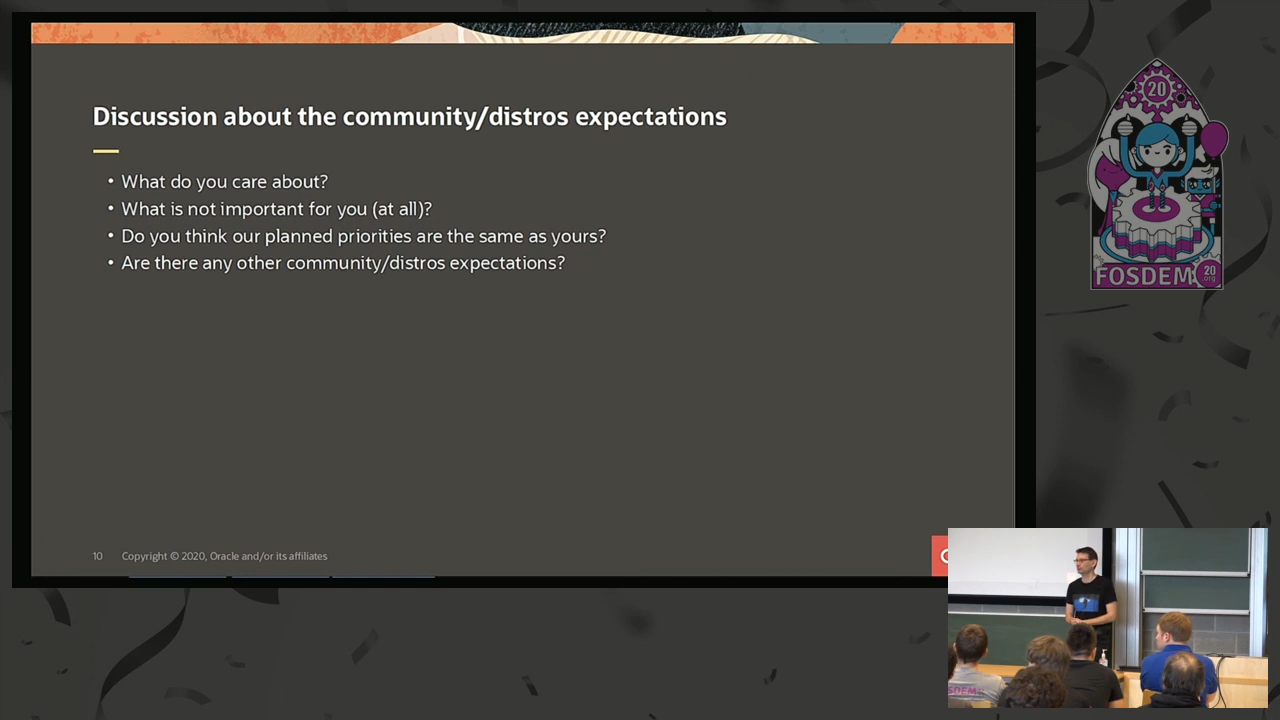 Discussion about the community/distros expectations
• What do you care about?
• What is not important for you (at all)?
• Do you think our planned priorities are the same as yours?
• Are there any other community/distros expectations?
10 Copyright © 2020, Oracle and/or its affiliates
20
FOSDEM
20
.org